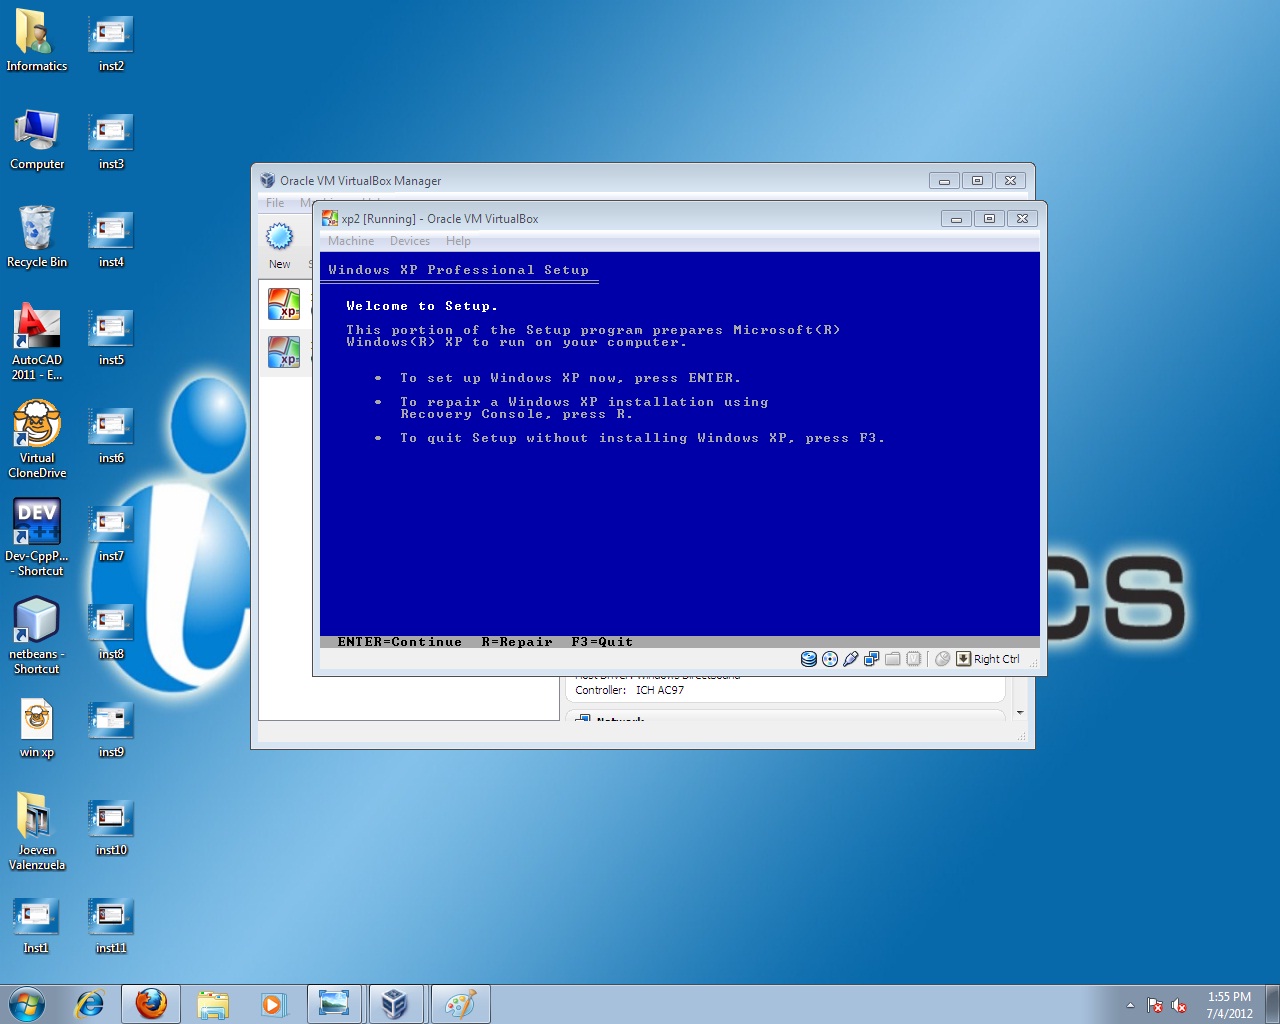 Informatics
inst2
Computer
inst3
Recycle Bin
inst4
AutoCAD
2011 - E...
inst5
Virtual
CloneDrive
inst6
DEV
C++
Dev-CppP...
- Shortcut
inst7
netbeans -
Shortcut
inst8
win xp
inst9
Joeven
Valenzuela
inst10
Inst1
inst11
Oracle VM VirtualBox Manager
File
New
xp
xp
xp2 [Running] - Oracle VM VirtualBox
Machine Devices Help
Windows XP Professional Setup
Welcome to Setup.
This portion of the Setup program prepares Microsoft(R)
Windows(R) XP to run on your computer.
• To set up Windows XP now, press ENTER.
• To repair a Windows XP installation using
Recovery Console, press R.
• To quit Setup without installing Windows XP, press F3.
ENTER=Continue R=Repair F3=Quit
Right Ctrl
Controller: ICH AC97
Network
cs
1:55 PM
7/4/2012